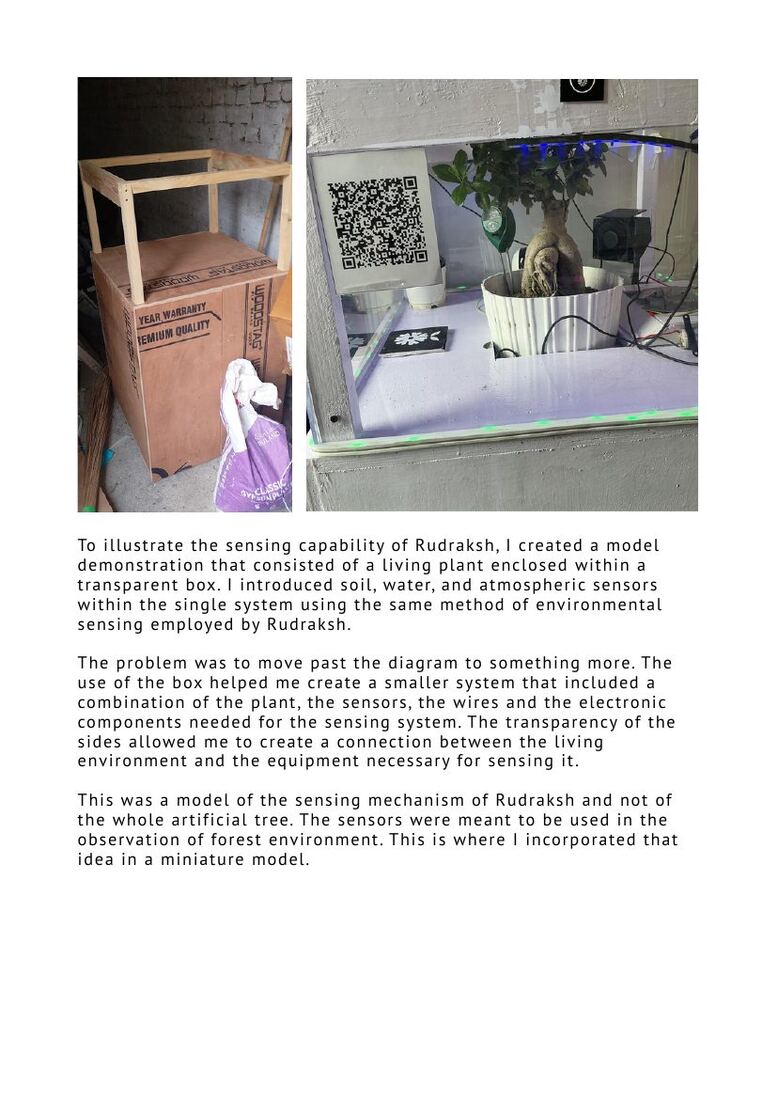 YEAR WARRANTY
PREMIUM QUALITY
WOODSTAG
CLASSIC
To illustrate the sensing capability of Rudraksh, I created a model
demonstration that consisted of a living plant enclosed within a
transparent box. I introduced soil, water, and atmospheric sensors
within the single system using the same method of environmental
sensing employed by Rudraksh.
The problem was to move past the diagram to something more. The
use of the box helped me create a smaller system that included a
combination of the plant, the sensors, the wires and the electronic
components needed for the sensing system. The transparency of the
sides allowed me to create a connection between the living
environment and the equipment necessary for sensing it.
This was a model of the sensing mechanism of Rudraksh and not of
the whole artificial tree. The sensors were meant to be used in the
observation of forest environment. This is where I incorporated that
idea in a miniature model.